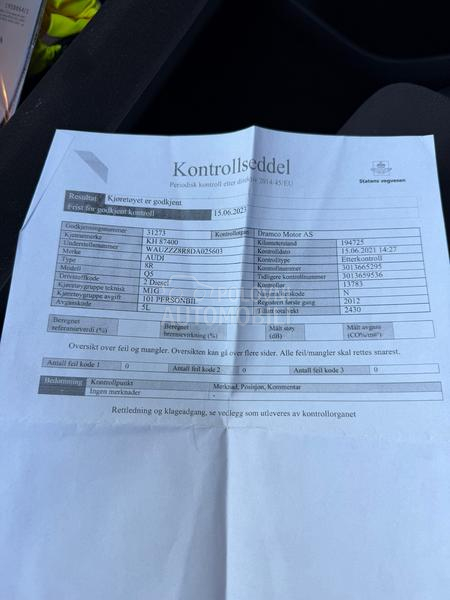 Kontrollseddel
Periodisk kontroll etter direktiv 2014/45/EU
Statens vegvesen
Resultat Kjøretøyet er godkjent
Frist for godkjent kontroll 15.06.2023
Godkjenningsnummer 31273 Kontrollorgan Dramco Motor AS
Kjennemerke KH 87400 Kilometerstand 194725
Understellsnummer WAUZZZ8R8DA025603 Kontrolldato 15.06.2021 14:27
Merke AUDI Kontrolltype Etterkontroll
Type 8R Kontrollnummer 3013665295
Modell Q5 Tidligere kontrollnummer 3013659536
Drivstoffkode 2 Diesel Kontrollør 13783
Kjøretøygruppe teknisk M1G Nasjonalitetskode N
Kjøretøygruppe avgift 101 PERSONBIL Registrert første gang 2012
Avgasskode 5L Tillatt totalvekt 2430
POLOVNI
AUTOMOBILI
Beregnet referanseverdi (%) Beregnet bremsevirkning (%) Målt støy (dB) Målt avgass (CO%/m⁻¹)
Oversikt over feil og mangler. Oversikten kan gå over flere sider. Alle feil/mangler skal rettes snarest.
Antall feil kode 1 0 Antall feil kode 2 0 Antall feil kode 3 0
Bedømming Kontrollpunkt Merknad, Posisjon, Kommentar
- Ingen merknader -
Rettledning og klageadgang, se vedlegg som utleveres av kontrollorganet